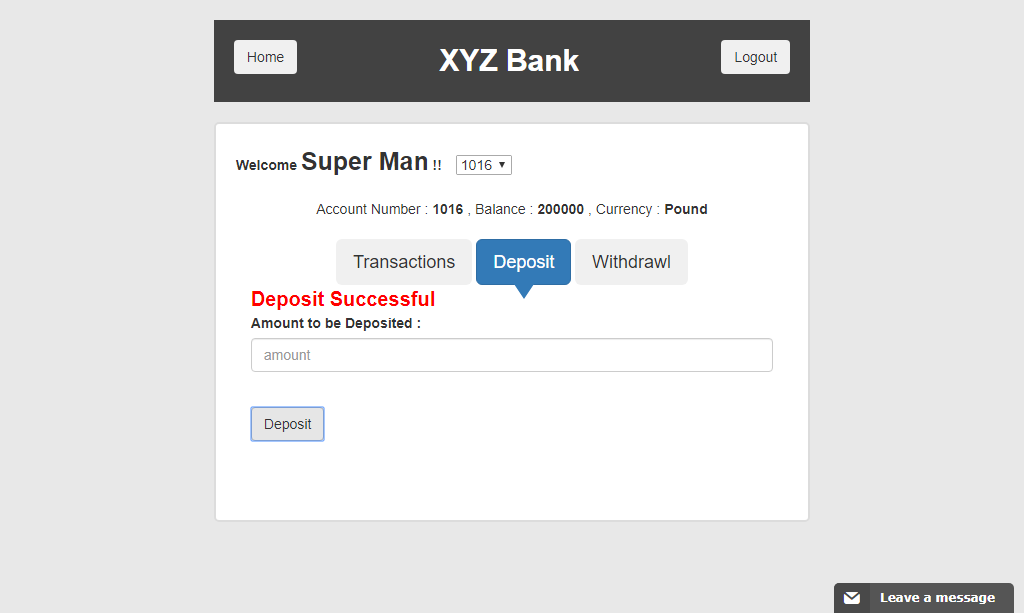 Home
XYZ Bank
Logout
Welcome Super Man !! 1016
Account Number : 1016 , Balance : 200000 , Currency : Pound
Transactions
Deposit
Withdrawl
Deposit Successful
Amount to be Deposited :
amount
Deposit
Leave a message